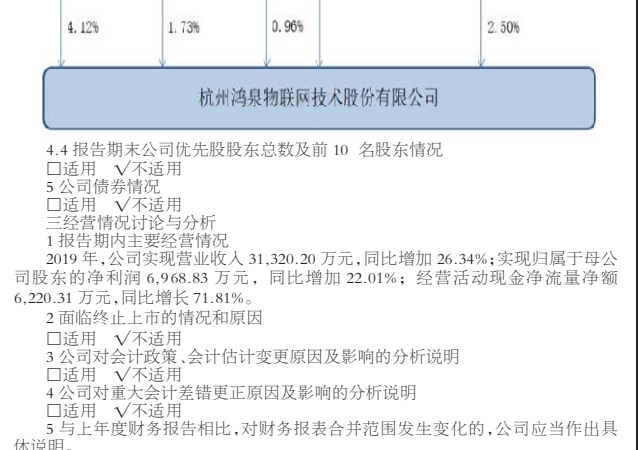 4.12%
1.73%
0.96%
2.50%
杭州鸿泉物联网技术股份有限公司
4.4 报告期末公司优先股股东总数及前 10 名股东情况
□适用 √不适用
5 公司债券情况
□适用 √不适用
三经营情况讨论与分析
1 报告期内主要经营情况
2019 年,公司实现营业收入 31,320.20 万元,同比增加 26.34%;实现归属于母公
司股东的净利润 6,968.83 万元, 同比增加 22.01%; 经营活动现金净流量净额
6,220.31 万元,同比增长 71.81%。
2 面临终止上市的情况和原因
□适用 √不适用
3 公司对会计政策、会计估计变更原因及影响的分析说明
□适用 √不适用
4 公司对重大会计差错更正原因及影响的分析说明
□适用 √不适用
5 与上年度财务报告相比,对财务报表合并范围发生变化的,公司应当作出具
体说明。